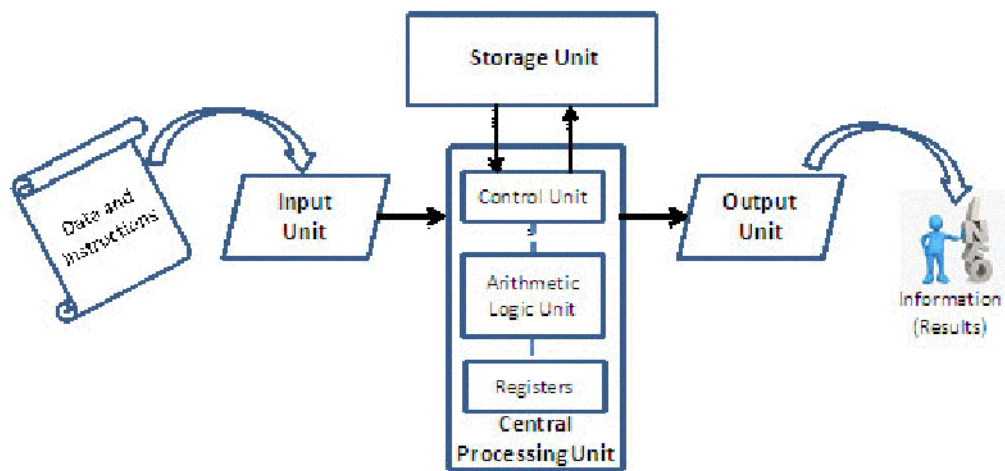 Storage Unit
Data and
Instructions
Input
Unit
Control Unit
Arithmetic
Logic Unit
Registers
Central
Processing Unit
Output
Unit
INFO
Information
(Results)